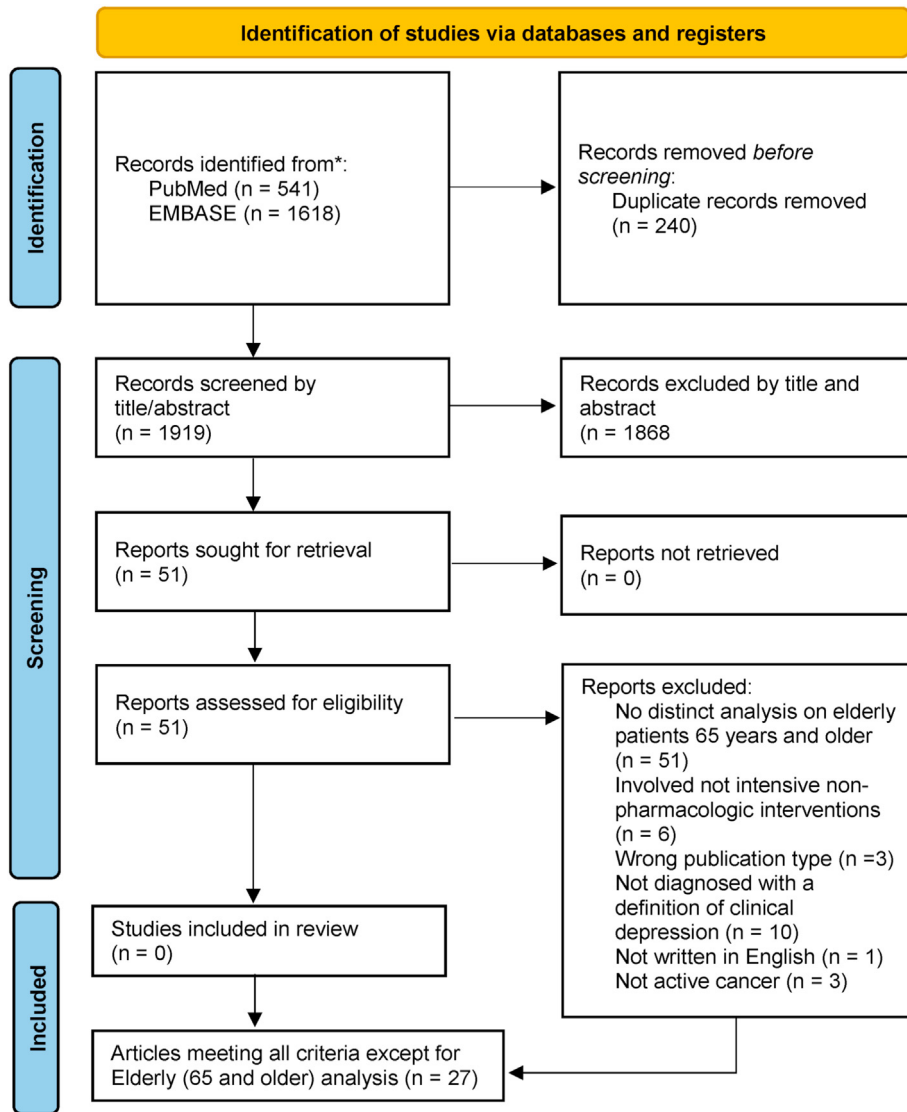 Identification of studies via databases and registers
Identification
Records identified from*:
PubMed (n = 541)
EMBASE (n = 1618)
Records removed before
screening:
Duplicate records removed
(n = 240)
Screening
Records screened by
title/abstract
(n = 1919)
Records excluded by title and
abstract
(n = 1868
Reports sought for retrieval
(n = 51)
Reports not retrieved
(n = 0)
Reports assessed for eligibility
(n = 51)
Reports excluded:
No distinct analysis on elderly
patients 65 years and older
(n = 51)
Involved not intensive non-
pharmacologic interventions
(n = 6)
Wrong publication type (n =3)
Not diagnosed with a
definition of clinical
depression (n = 10)
Not written in English (n = 1)
Not active cancer (n = 3)
Included
Studies included in review
(n = 0)
Articles meeting all criteria except for
Elderly (65 and older) analysis (n = 27)